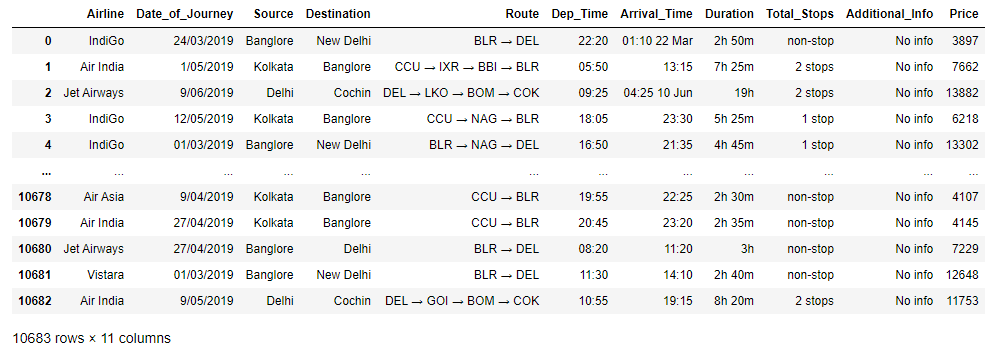 Airline Date_of_Journey Source Destination Route Dep_Time Arrival_Time Duration Total_Stops Additional_Info Price
0 IndiGo 24/03/2019 Banglore New Delhi BLR → DEL 22:20 01:10 22 Mar 2h 50m non-stop No info 3897
1 Air India 1/05/2019 Kolkata Banglore CCU → IXR → BBI → BLR 05:50 13:15 7h 25m 2 stops No info 7662
2 Jet Airways 9/06/2019 Delhi Cochin DEL → LKO → BOM → COK 09:25 04:25 10 Jun 19h 2 stops No info 13882
3 IndiGo 12/05/2019 Kolkata Banglore CCU → NAG → BLR 18:05 23:30 5h 25m 1 stop No info 6218
4 IndiGo 01/03/2019 Banglore New Delhi BLR → NAG → DEL 16:50 21:35 4h 45m 1 stop No info 13302
... ... ... ... ... ... ... ... ... ... ... ...
10678 Air Asia 9/04/2019 Kolkata Banglore CCU → BLR 19:55 22:25 2h 30m non-stop No info 4107
10679 Air India 27/04/2019 Kolkata Banglore CCU → BLR 20:45 23:20 2h 35m non-stop No info 4145
10680 Jet Airways 27/04/2019 Banglore Delhi BLR → DEL 08:20 11:20 3h non-stop No info 7229
10681 Vistara 01/03/2019 Banglore New Delhi BLR → DEL 11:30 14:10 2h 40m non-stop No info 12648
10682 Air India 9/05/2019 Delhi Cochin DEL → GOI → BOM → COK 10:55 19:15 8h 20m 2 stops No info 11753
10683 rows × 11 columns